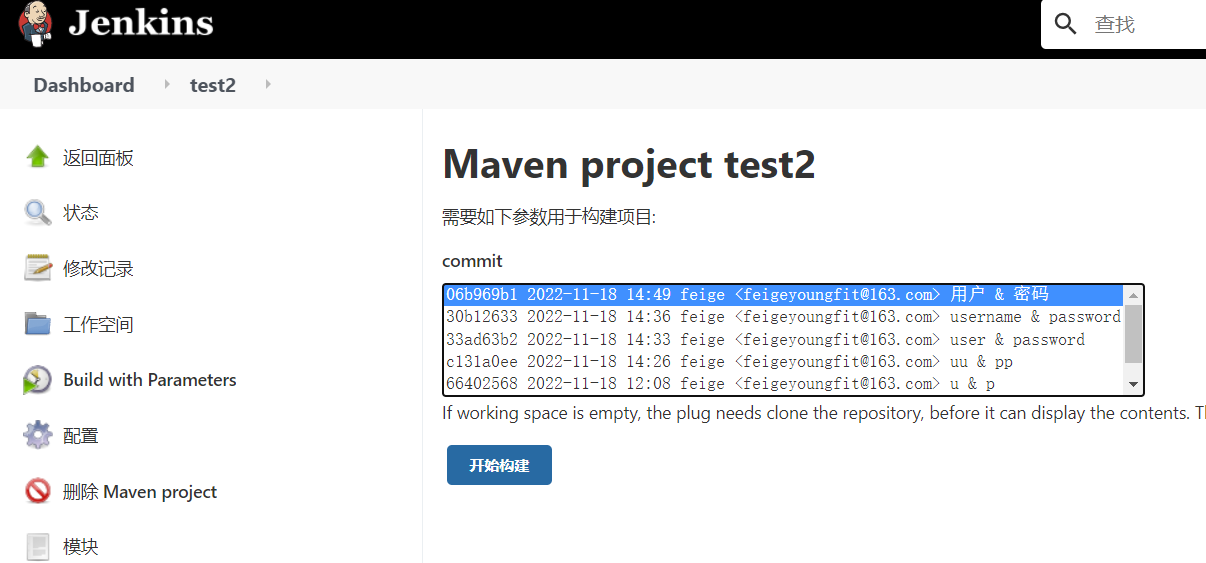 Jenkins
查找
Dashboard
test2
返回面板
状态
修改记录
工作空间
Build with Parameters
配置
删除 Maven project
模块
Maven project test2
需要如下参数用于构建项目:
commit
06b969b1 2022-11-18 14:49 feige <feigeyoungfit@163.com> 用户 & 密码
30b12633 2022-11-18 14:36 feige <feigeyoungfit@163.com> username & password
33ad63b2 2022-11-18 14:33 feige <feigeyoungfit@163.com> user & password
c131a0ee 2022-11-18 14:26 feige <feigeyoungfit@163.com> uu & pp
66402568 2022-11-18 12:08 feige <feigeyoungfit@163.com> u & p
If working space is empty, the plug needs clone the repository, before it can display the contents.
开始构建